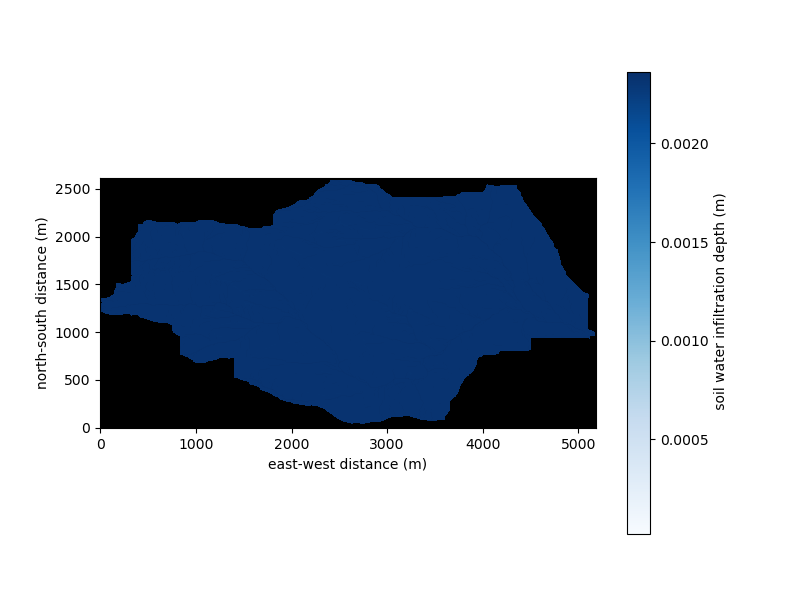 2500
2000
1500
1000
500
0
north-south distance (m)
0 1000 2000 3000 4000 5000
east-west distance (m)
0.0020
0.0015
0.0010
0.0005
soil water infiltration depth (m)